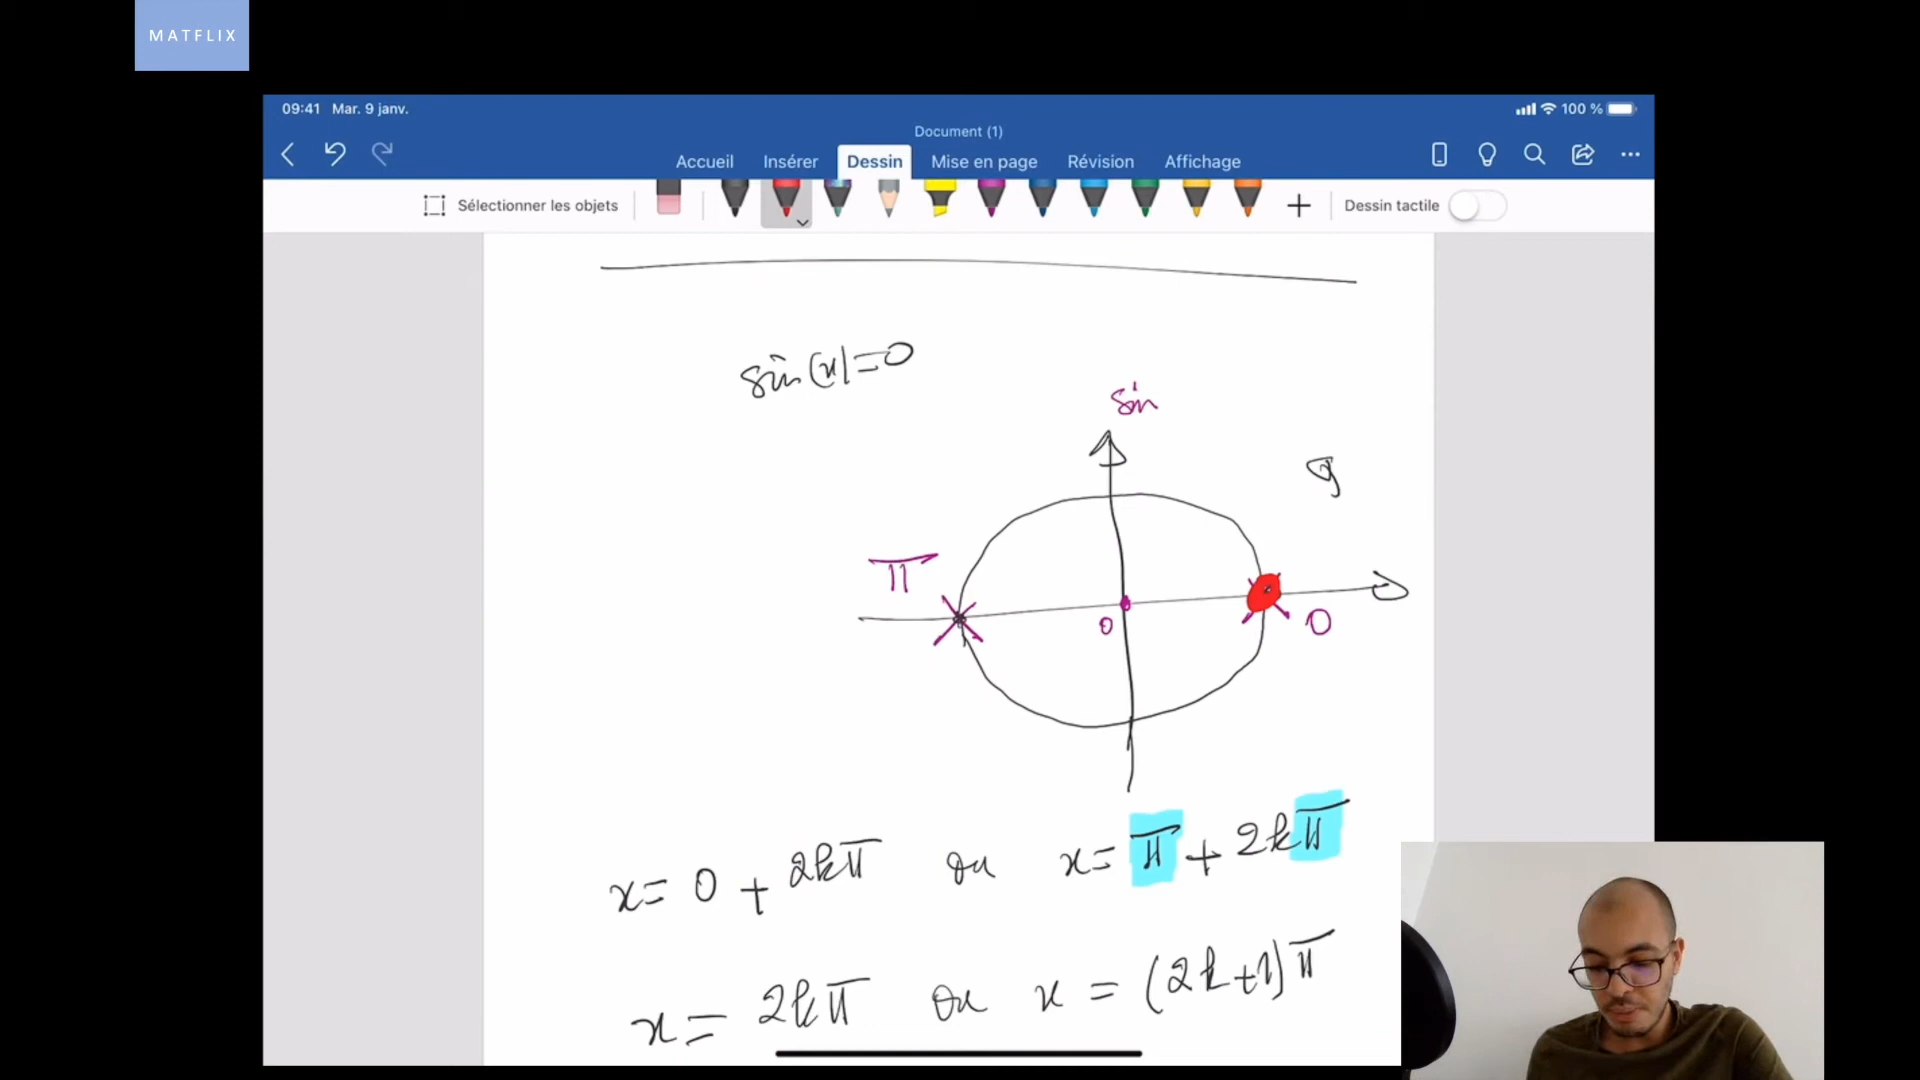 MATFLIX
09:41 Mar. 9 janv.
100 %
Document (1)
Accueil Insérer Dessin Mise en page Révision Affichage
Sélectionner les objets
Dessin tactile
sin(x)=0
sin
π
0
0
x= 0 + 2kπ ou x= π + 2kπ
x= 2kπ ou x = (2k+1)π